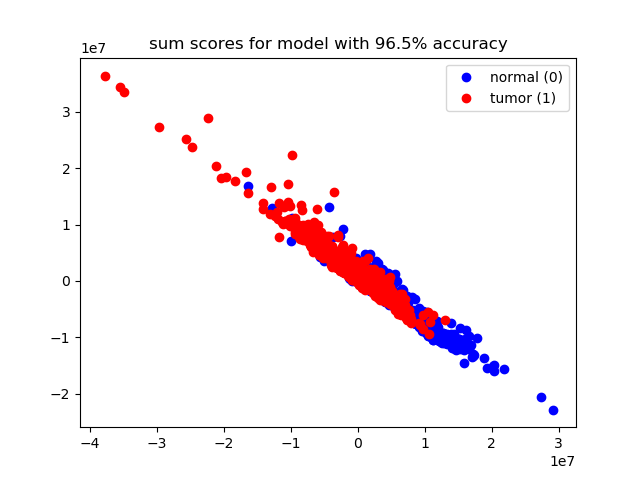 sum scores for model with 96.5% accuracy
1e7
normal (0)
tumor (1)
3
2
1
0
−1
−2
−4
−3
−2
−1
0
1
2
3
1e7